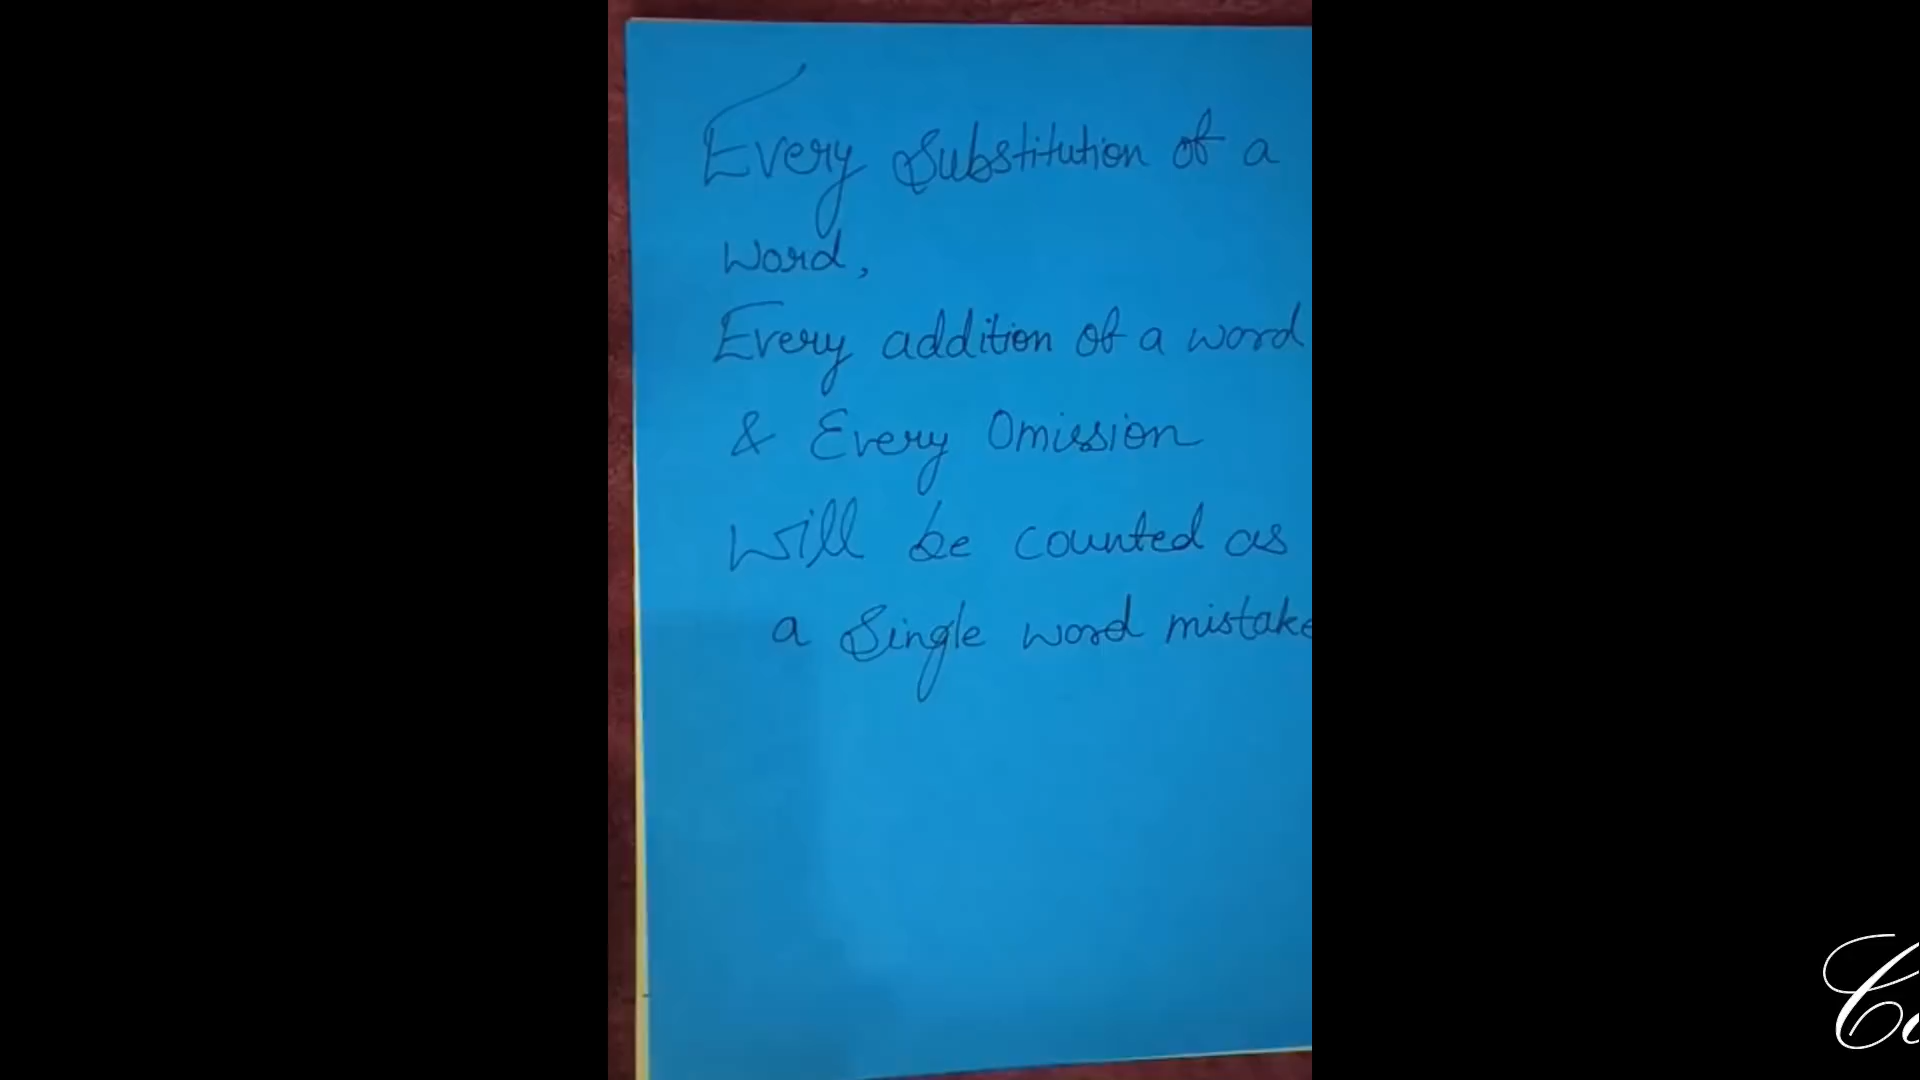 Every Substitution of a
word,
Every addition of a word
& Every Omission
Will be counted as
a Single word mistake